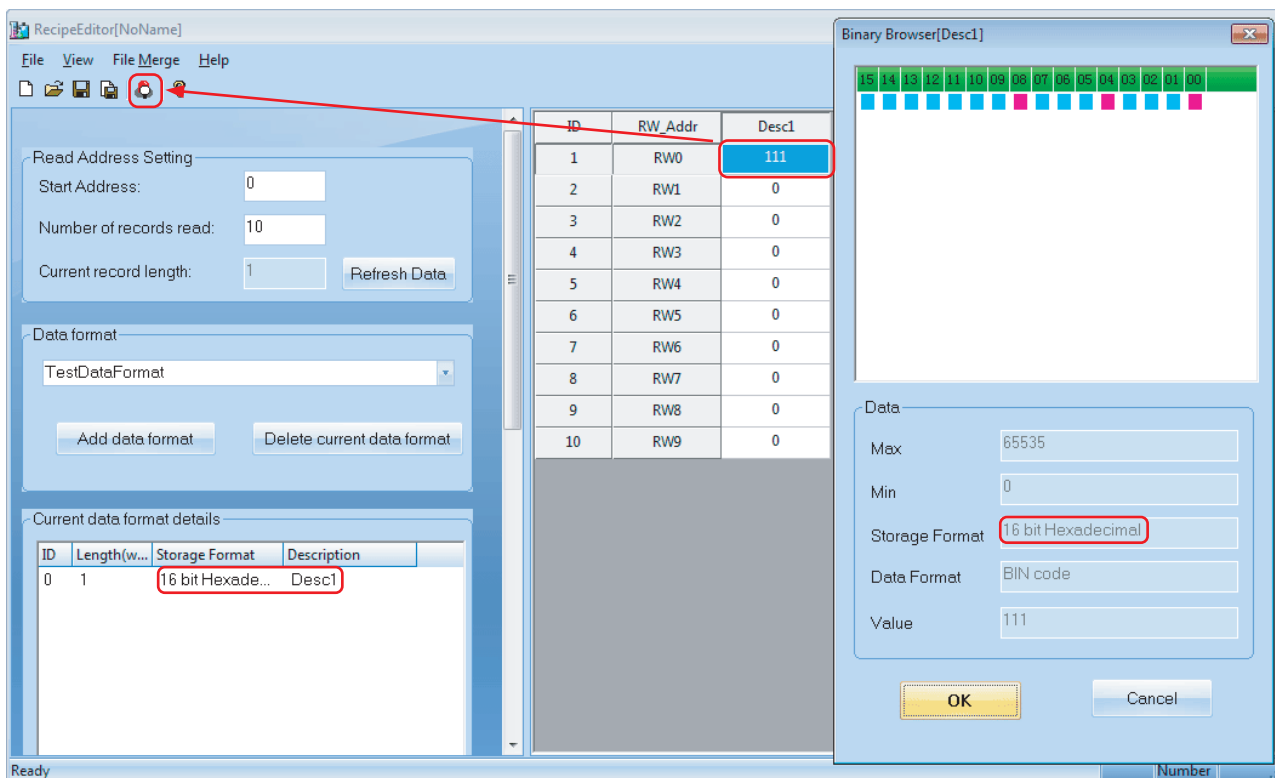 RecipeEditor[NoName]
File View File Merge Help
Read Address Setting
Start Address: 0
Number of records read: 10
Current record length: 1 Refresh Data
Data format
TestDataFormat
Add data format Delete current data format
Current data format details
ID Length(w... Storage Format Description
0 1 16 bit Hexade... Desc1
ID RW_Addr Desc1
1 RW0 111
2 RW1 0
3 RW2 0
4 RW3 0
5 RW4 0
6 RW5 0
7 RW6 0
8 RW7 0
9 RW8 0
10 RW9 0
Binary Browser[Desc1]
15 14 13 12 11 10 09 08 07 06 05 04 03 02 01 00
Data
Max 65535
Min 0
Storage Format 16 bit Hexadecimal
Data Format BIN code
Value 111
OK Cancel
Ready Number